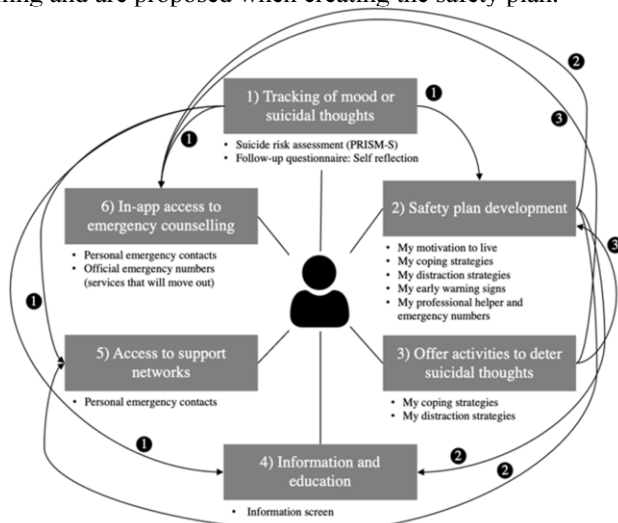 ning and are proposed when creating the safety plan.
2
1) Tracking of mood or
suicidal thoughts
1
3
1
• Suicide risk assessment (PRISM-S)
• Follow-up questionnaire: Self reflection
6) In-app access to
emergency counselling
2) Safety plan development
• Personal emergency contacts
• Official emergency numbers
(services that will move out)
• My motivation to live
• My coping strategies
• My distraction strategies
• My early warning signs
• My professional helper and
emergency numbers
3
1
5) Access to support
networks
3) Offer activities to deter
suicidal thoughts
• Personal emergency contacts
• My coping strategies
• My distraction strategies
1
4) Information and
education
2
2
• Information screen